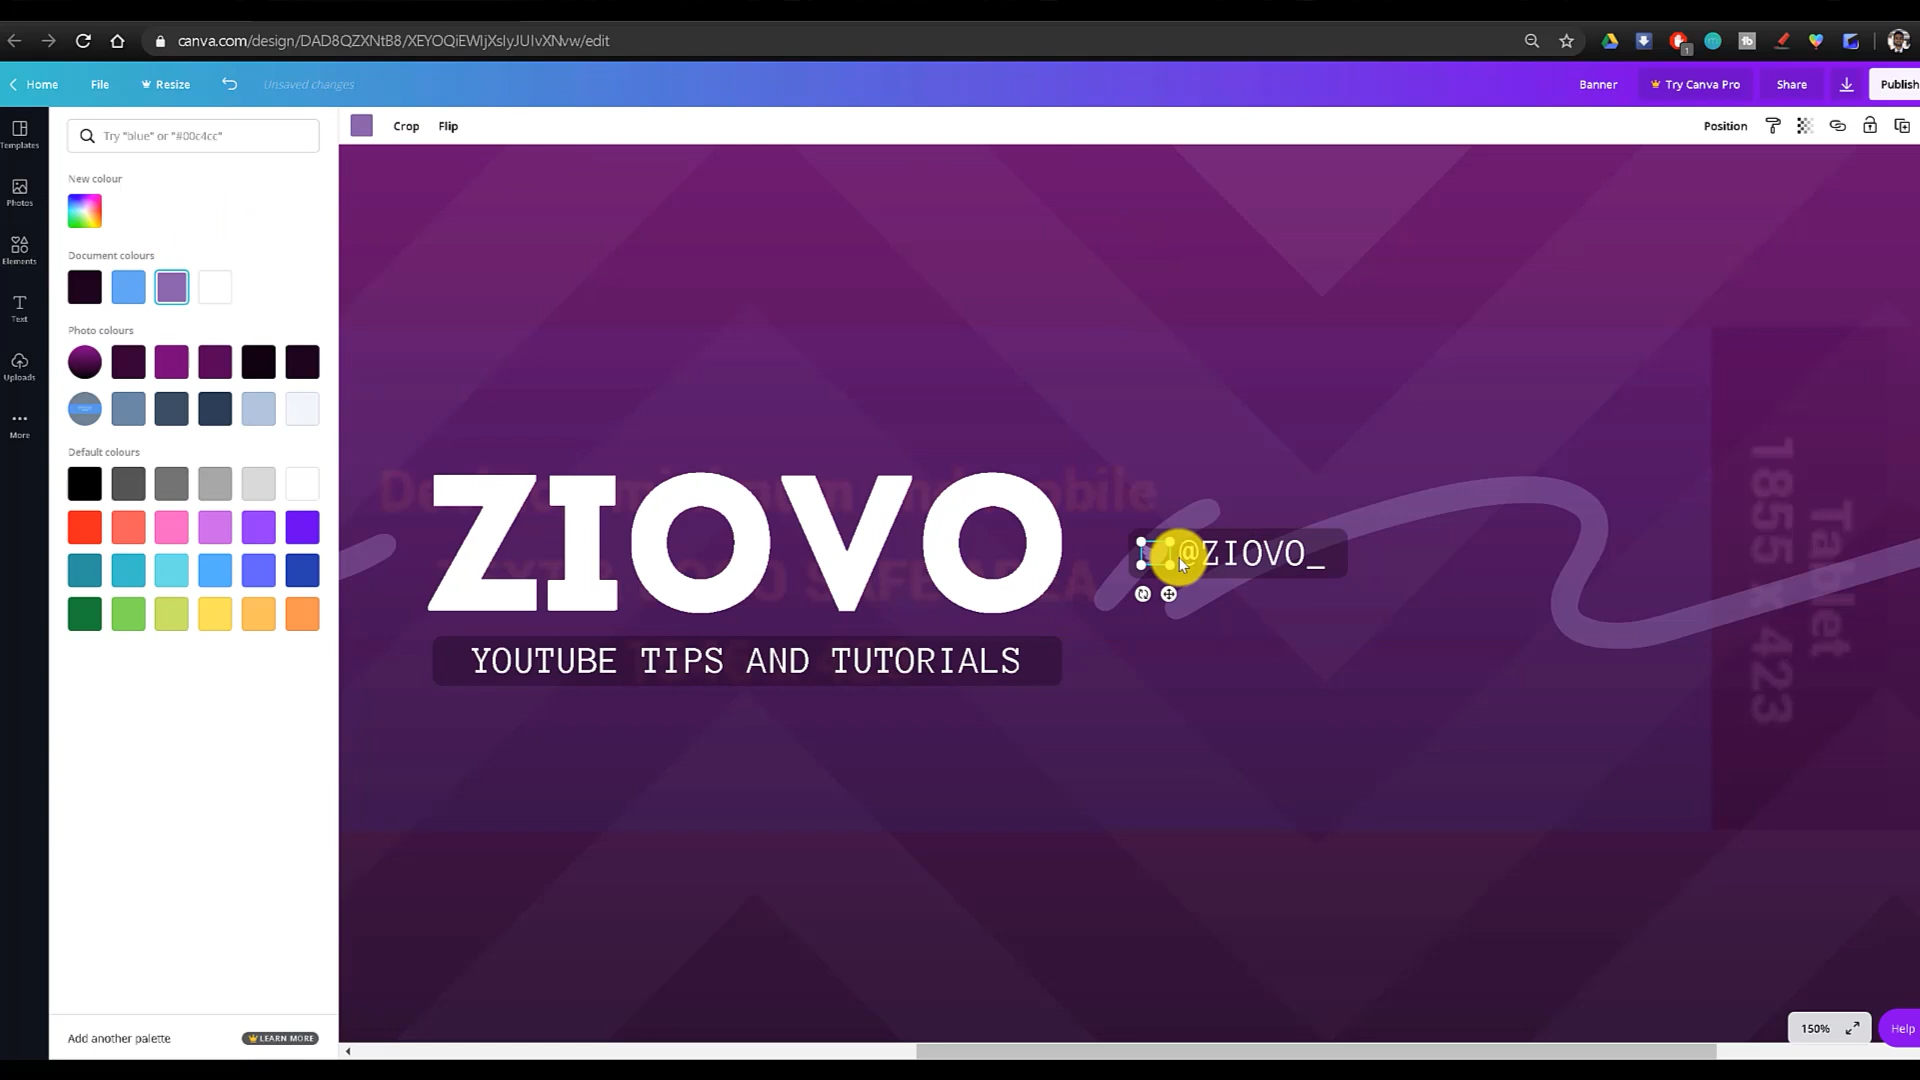 canva.com/design/DAD8QZXNtB8/XEYOQiEWIjXsIyJUIvXNvw/edit
1
Home File Resize Unsaved changes Banner Try Canva Pro Share Publish
Try "blue" or "#00c4cc"
Crop Flip Position
Templates
Photos
Elements
Text
Uploads
More
New colour
Document colours
Photo colours
Default colours
Add another palette LEARN MORE
ZIOVO
YOUTUBE TIPS AND TUTORIALS
@ZIOVO_
Tablet
1855 x 423
150% Help